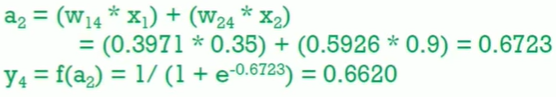 a₂ = (w₁₄ * x₁) + (w₂₄ * x₂)
= (0.3971 * 0.35) + (0.5926 * 0.9) = 0.6723
y₄ = f(a₂) = 1/ (1 + e⁻⁰·⁶⁷²³) = 0.6620